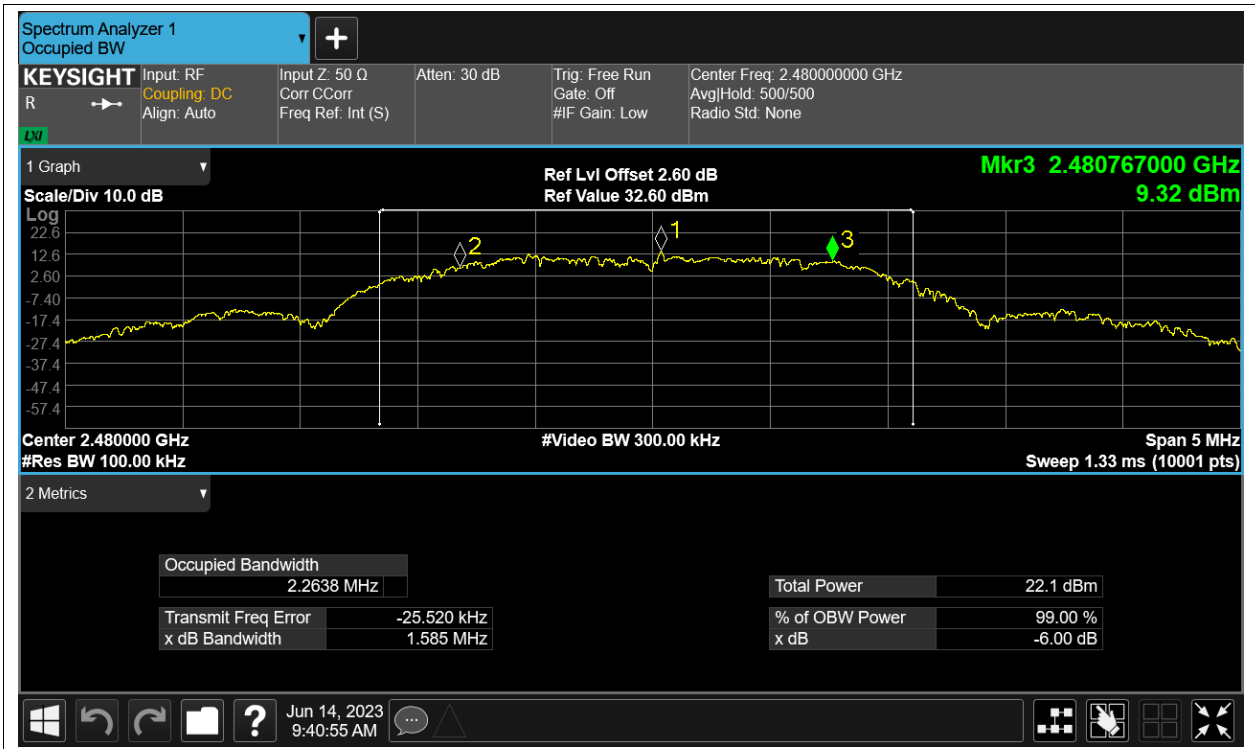 Spectrum Analyzer 1
Occupied BW
KEYSIGHT
R
LXI
Input: RF
Coupling: DC
Align: Auto
Input Z: 50 Ω
Corr CCorr
Freq Ref: Int (S)
Atten: 30 dB
Trig: Free Run
Gate: Off
#IF Gain: Low
Center Freq: 2.480000000 GHz
Avg|Hold: 500/500
Radio Std: None
1 Graph
Scale/Div 10.0 dB
Ref Lvl Offset 2.60 dB
Ref Value 32.60 dBm
Mkr3 2.480767000 GHz
9.32 dBm
Log
22.6
12.6
2.60
-7.40
-17.4
-27.4
-37.4
-47.4
-57.4
2
1
3
Center 2.480000 GHz
#Res BW 100.00 kHz
#Video BW 300.00 kHz
Span 5 MHz
Sweep 1.33 ms (10001 pts)
2 Metrics
Occupied Bandwidth
2.2638 MHz
Transmit Freq Error -25.520 kHz
x dB Bandwidth 1.585 MHz
Total Power 22.1 dBm
% of OBW Power 99.00 %
x dB -6.00 dB
?
Jun 14, 2023
9:40:55 AM